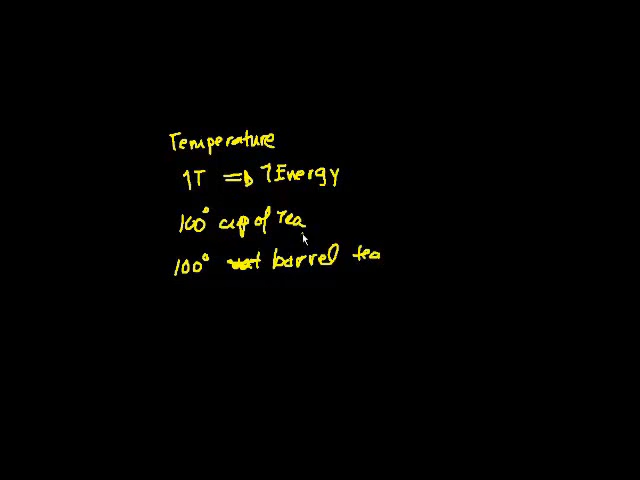 Temperature
↑T => ↑Energy
100° cup of Tea
100° barrel tea